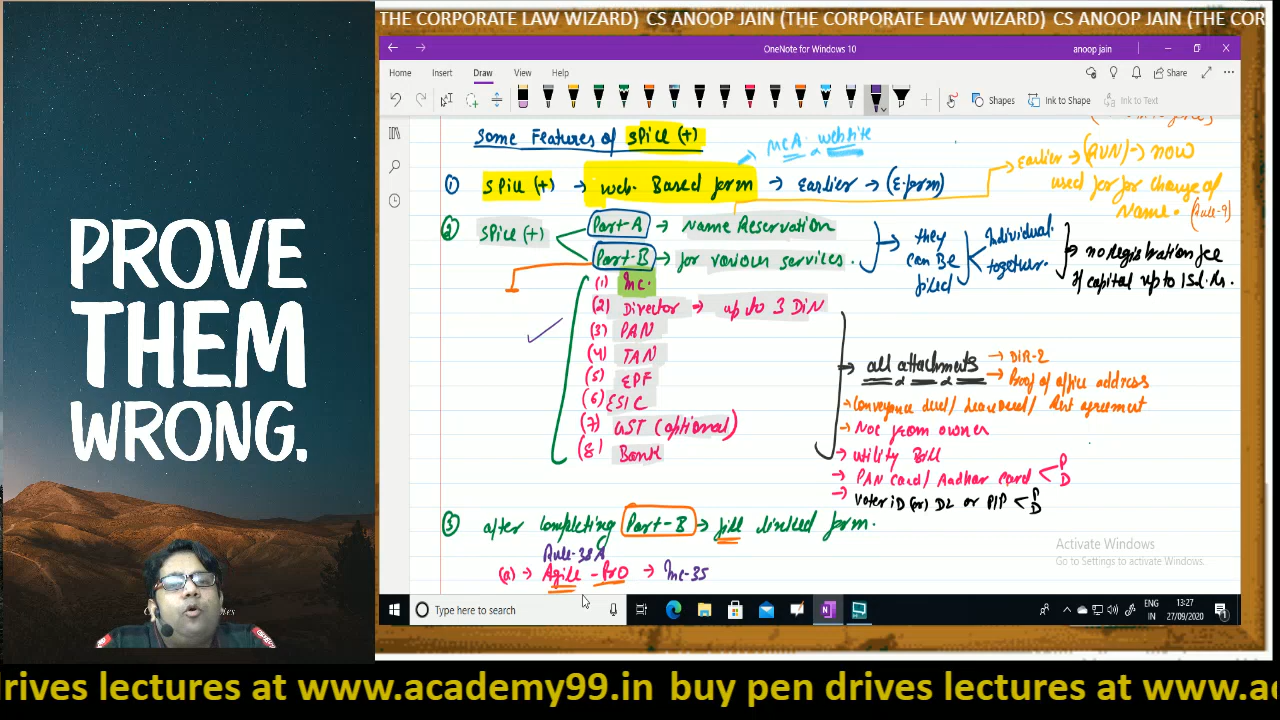 THE CORPORATE LAW WIZARD) CS ANOOP JAIN (THE CORPORATE LAW WIZARD) CS ANOOP JAIN (THE COR
OneNote for Windows 10
anoop jain
Home Insert Draw View Help
Share
Shapes Ink to Shape Ink to Text
PROVE
THEM
WRONG.
Some Features of SPice (+)
MCA website
① SPice (+) → web. Based form → Earlier → (E-form)
Earlier → (RUN) → now
used for for change of
Name. (Rule-9)
② SPice (+)
Part-A → Name Reservation
Part-B → for various services.
they
can Be
filed
Individual.
together.
no Registration fee
if capital up to 15L. Rs.
(1) Inc.
(2) Director → up to 3 DIN
(3) PAN
(4) TAN
(5) EPF
(6) ESIC
(7) GST (optional)
(8) Bank
all attachments
→ DIR-2
→ Proof of office address
→ Conveyance deed/ Lease Deed/ Rent agreement
→ Noc from owner
→ utility Bill
→ PAN Card/ Aadhar card < P D
→ Voter ID (or) DL or P/P < P D
③ after completing Part-B → fill linked form.
Rule-38A
(a) → Agile - Pro → Inc-35
Activate Windows
Go to Settings to activate Windows.
Type here to search
ENG
IN
13:27
27/09/2020
drives lectures at www.academy99.in buy pen drives lectures at www.ac